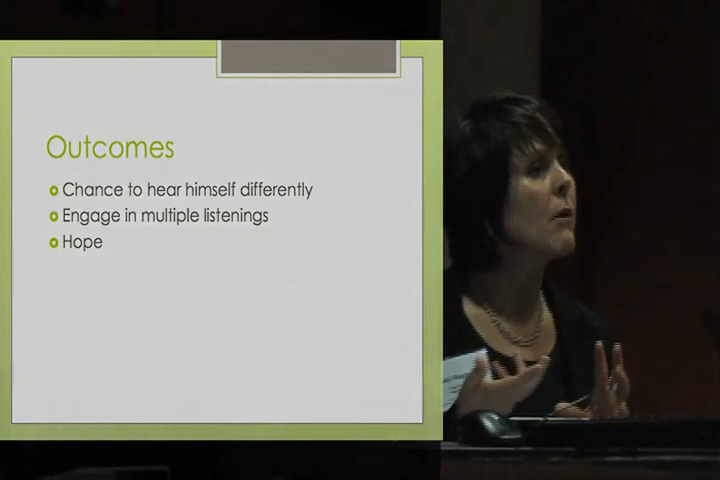 Outcomes
Chance to hear himself differently
Engage in multiple listenings
Hope